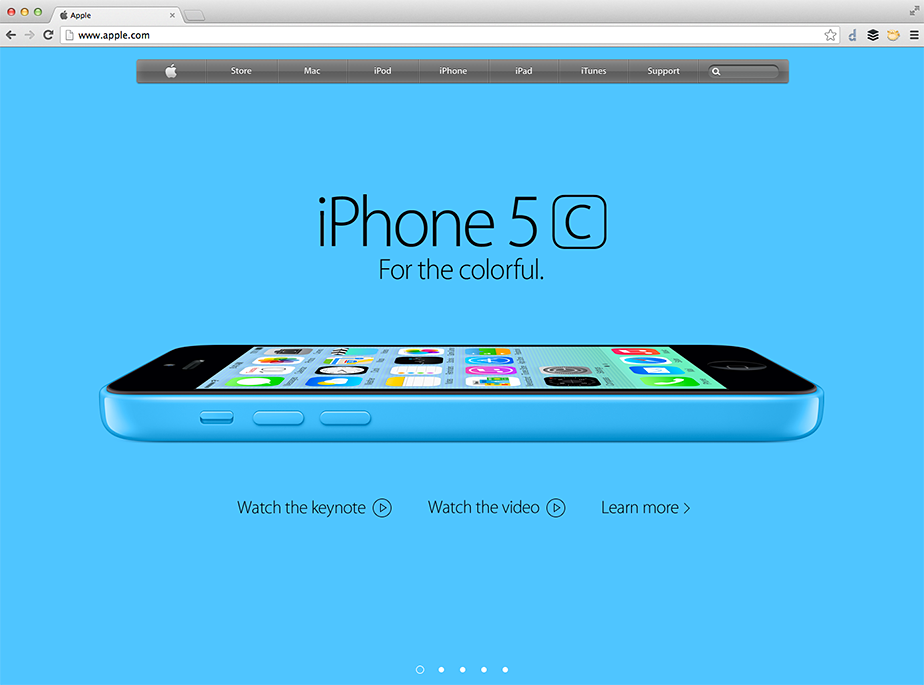 Apple
www.apple.com
Store Mac iPod iPhone iPad iTunes Support
iPhone 5 C
For the colorful.
Watch the keynote Watch the video Learn more